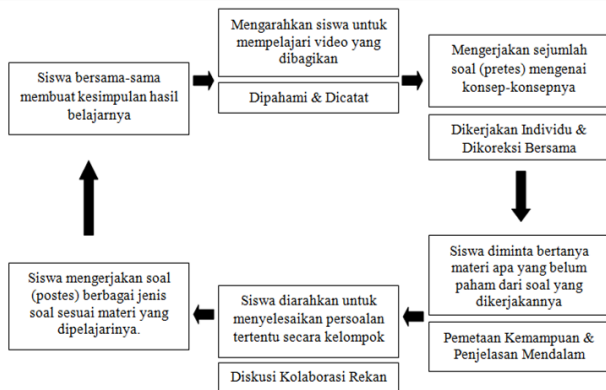 Mengarahkan siswa untuk
mempelajari video yang
dibagikan
Dipahami & Dicatat
Mengerjakan sejumlah
soal (pretes) mengenai
konsep-konsepnya
Dikerjakan Individu &
Dikoreksi Bersama
Siswa diminta bertanya
materi apa yang belum
paham dari soal yang
dikerjakannya
Pemetaan Kemampuan &
Penjelasan Mendalam
Siswa diarahkan untuk
menyelesaikan persoalan
tertentu secara kelompok
Diskusi Kolaborasi Rekan
Siswa mengerjakan soal
(postes) berbagai jenis
soal sesuai materi yang
dipelajarinya.
Siswa bersama-sama
membuat kesimpulan hasil
belajarnya